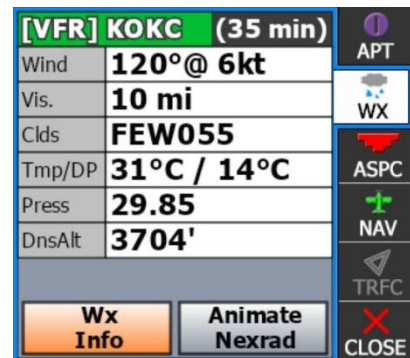 [VFR] KOKC (35 min)
Wind 120°@ 6kt
Vis. 10 mi
Clds FEW055
Tmp/DP 31°C / 14°C
Press 29.85
DnsAlt 3704'
Wx
Info
Animate
Nexrad
APT
WX
ASPC
NAV
TRFC
CLOSE